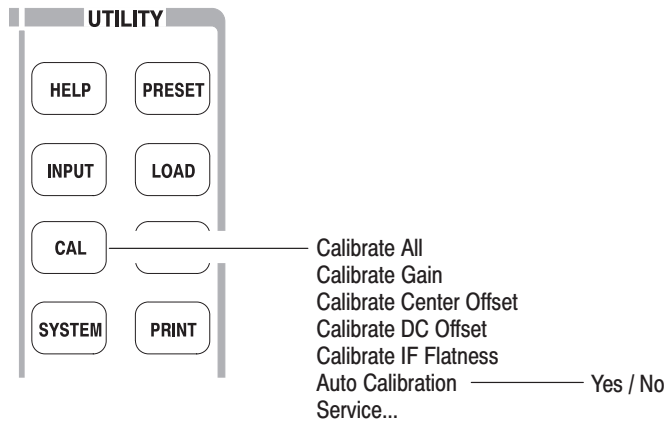 UTILITY
HELP PRESET
INPUT LOAD
CAL
SYSTEM PRINT
Calibrate All
Calibrate Gain
Calibrate Center Offset
Calibrate DC Offset
Calibrate IF Flatness
Auto Calibration Yes / No
Service...